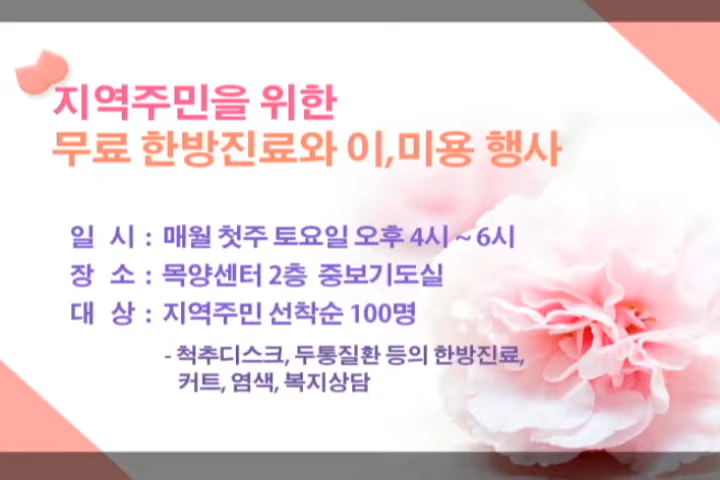 지역주민을 위한
무료 한방진료와 이,미용 행사
일 시 : 매월 첫주 토요일 오후 4시 ~ 6시
장 소 : 목양센터 2층 중보기도실
대 상 : 지역주민 선착순 100명
- 척추디스크, 두통질환 등의 한방진료,
커트, 염색, 복지상담